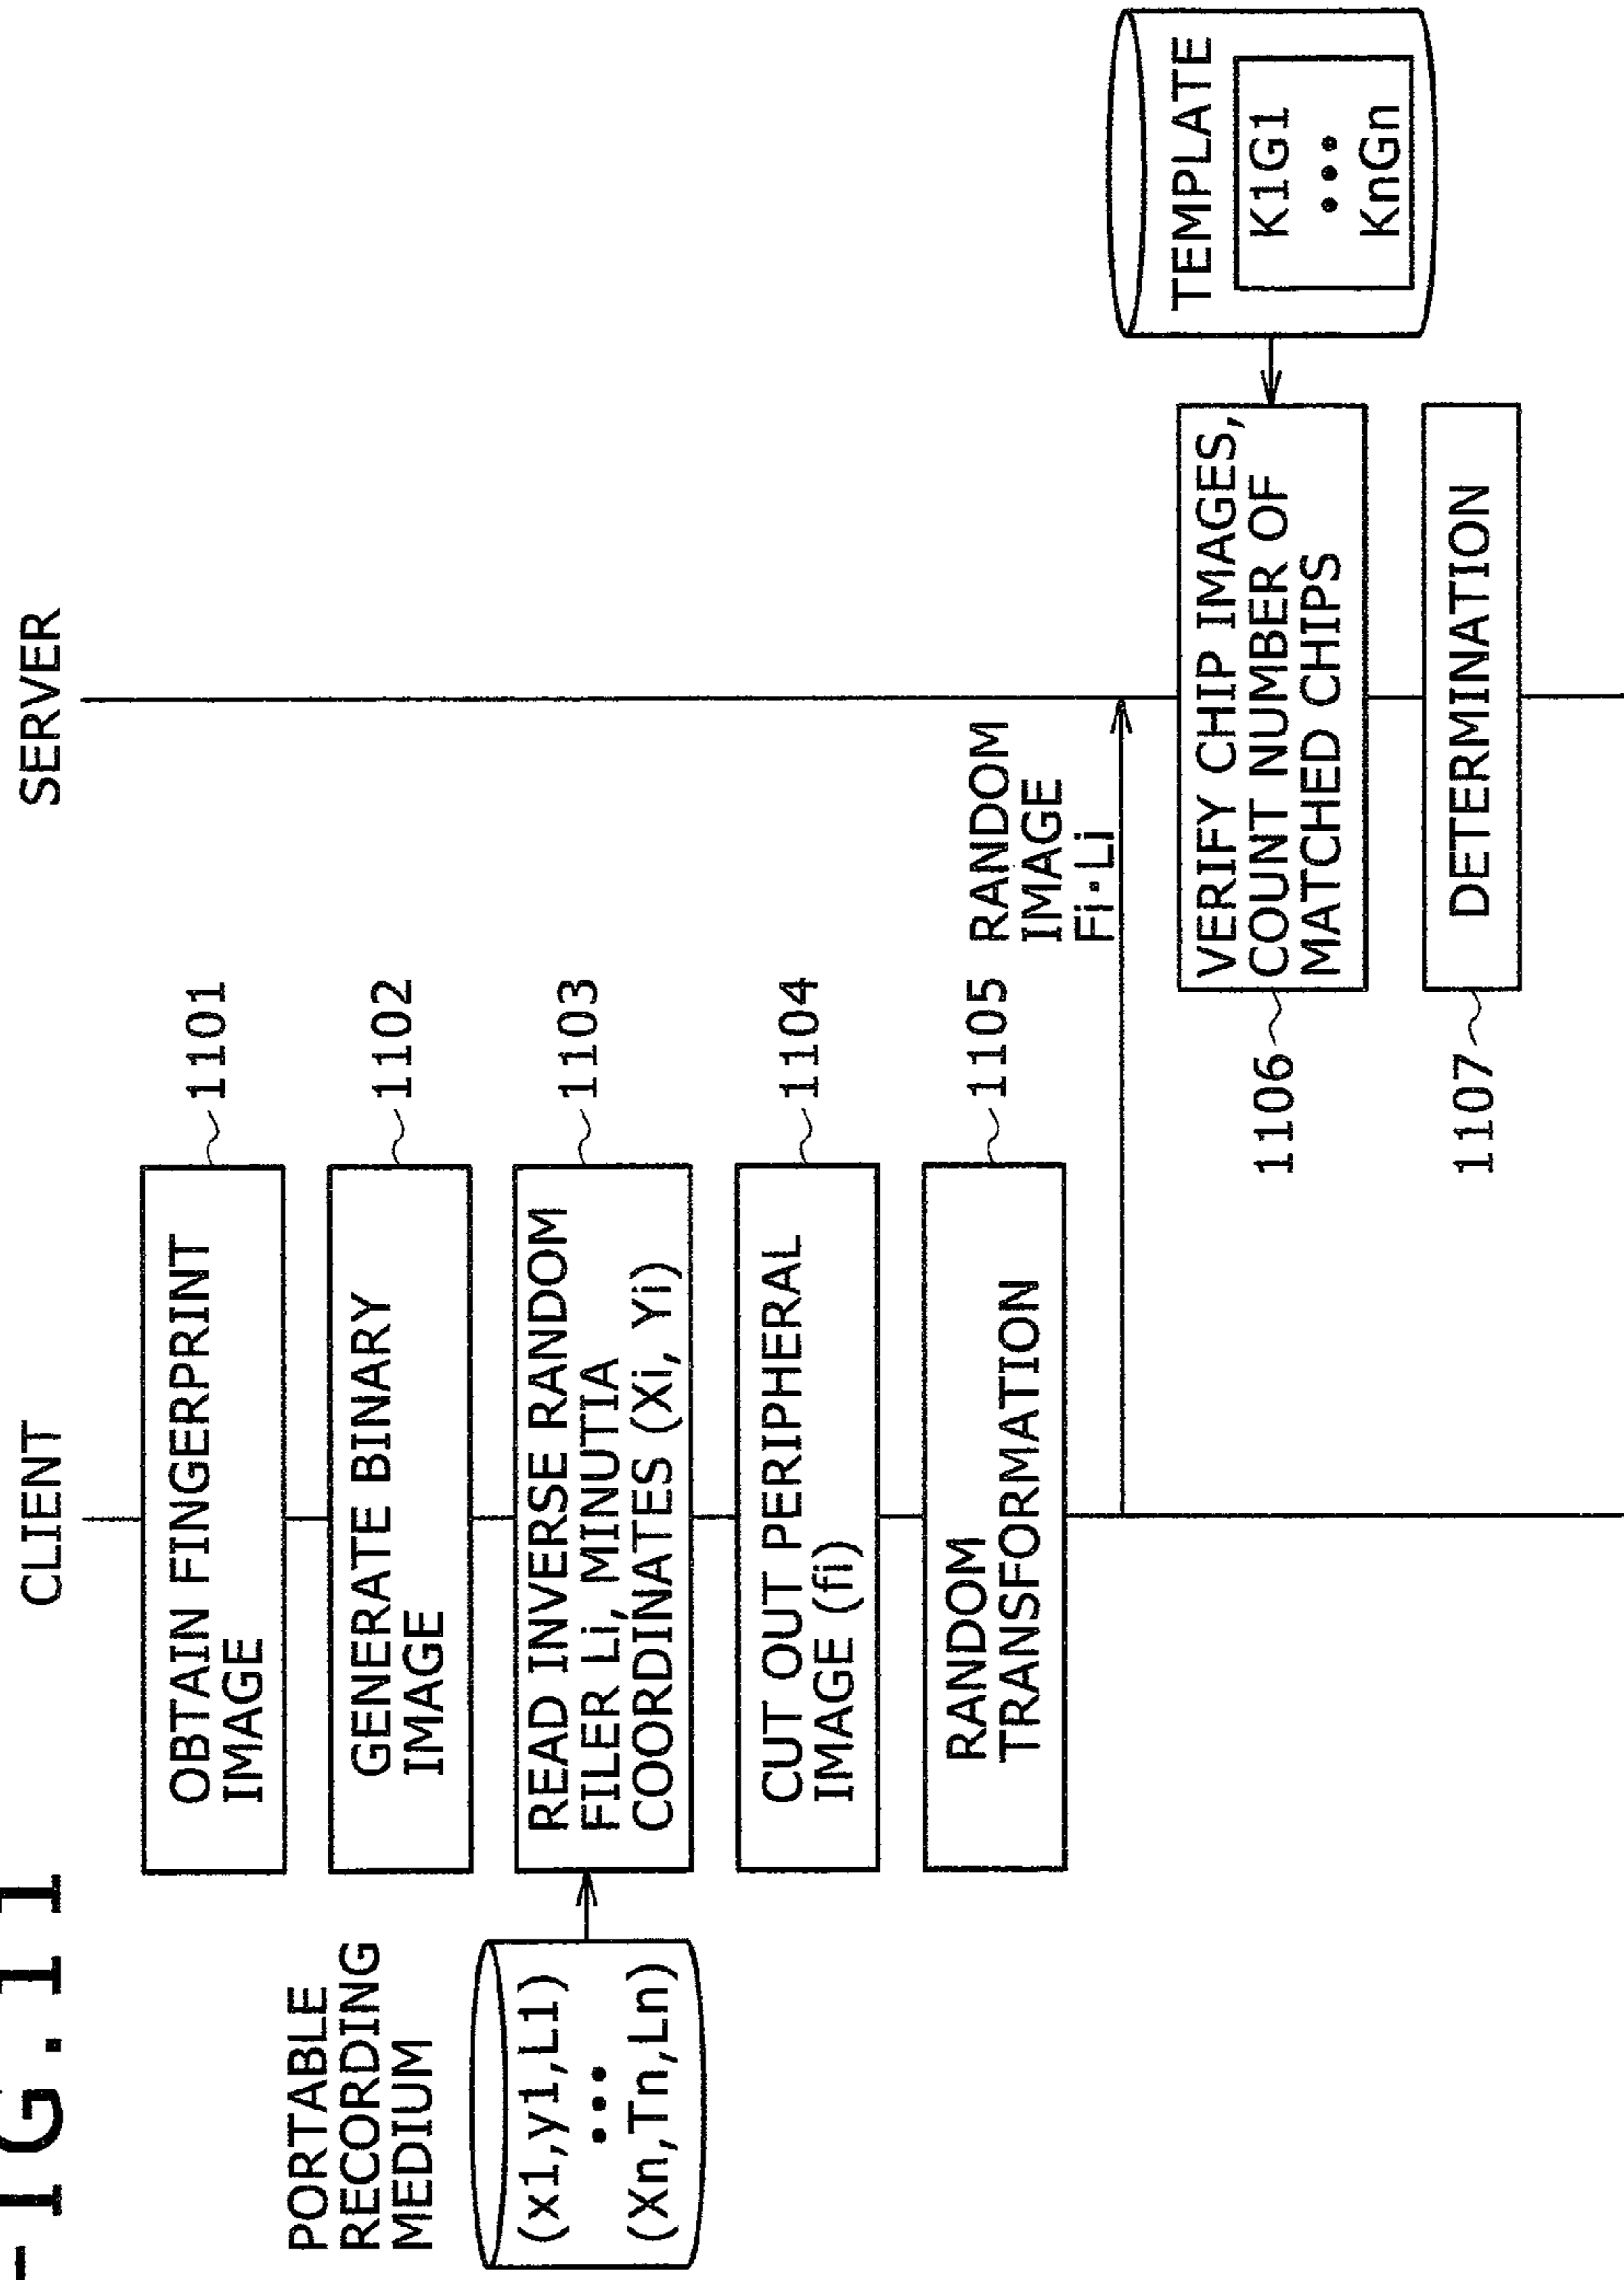 FIG.11
CLIENT
SERVER
PORTABLE
RECORDING
MEDIUM
(x1,y1,L1)
•••
(Xn,Tn,Ln)
OBTAIN FINGERPRINT
IMAGE
1101
GENERATE BINARY
IMAGE
1102
READ INVERSE RANDOM
FILER Li, MINUTIA
COORDINATES (Xi, Yi)
1103
CUT OUT PERIPHERAL
IMAGE (fi)
1104
RANDOM
TRANSFORMATION
1105
RANDOM
IMAGE
Fi·Li
1106
VERIFY CHIP IMAGES,
COUNT NUMBER OF
MATCHED CHIPS
TEMPLATE
K1G1
•••
KnGn
1107
DETERMINATION